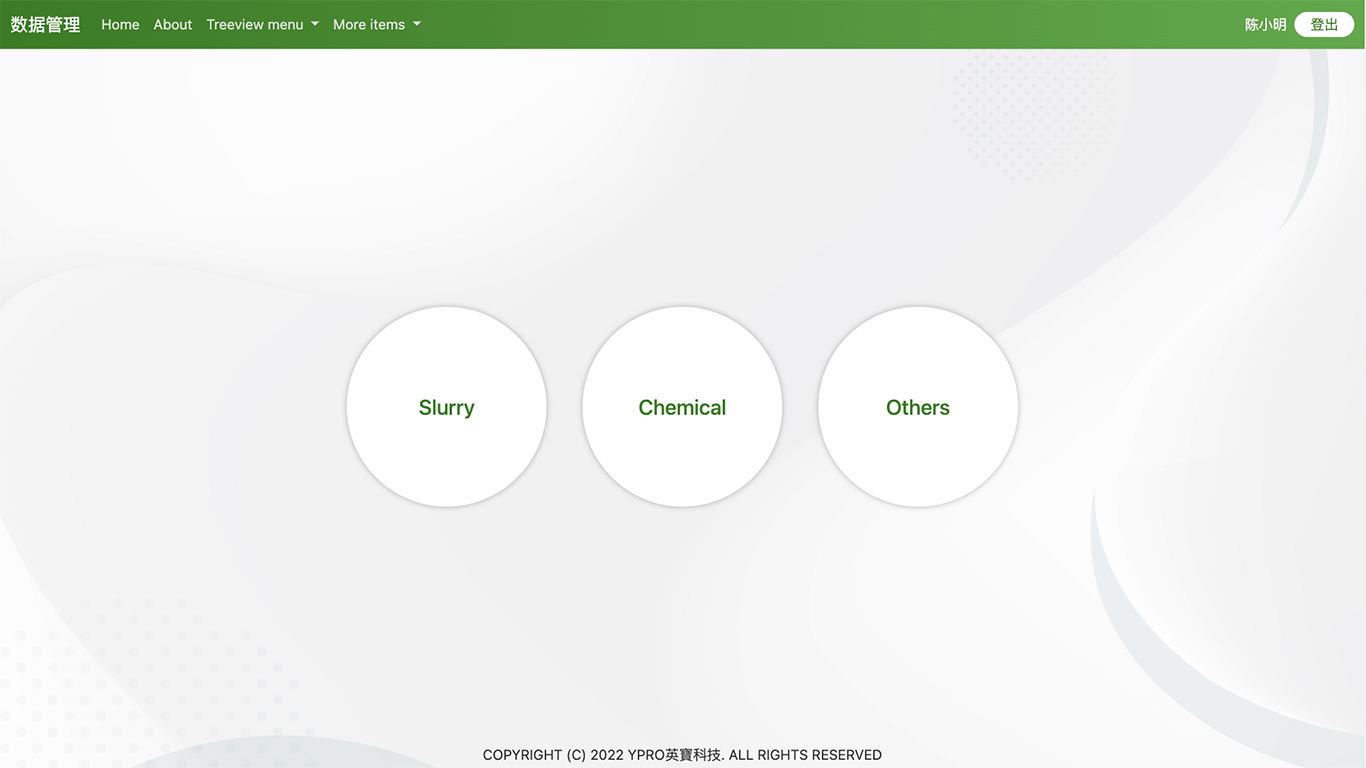 数据管理 Home About Treeview menu More items 陈小明 登出
Slurry Chemical Others
COPYRIGHT (C) 2022 YPRO英寶科技. ALL RIGHTS RESERVED